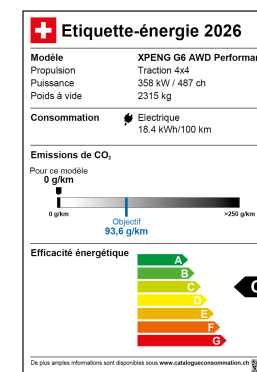 Etiquette-énergie 2026
Modèle XPENG G6 AWD Performan
Propulsion Traction 4x4
Puissance 358 kW / 487 ch
Poids à vide 2315 kg
Consommation Electrique
18.4 kWh/100 km
Emissions de CO₂
Pour ce modèle
0 g/km
0 g/km >250 g/km
Objectif
93,6 g/km
Efficacité énergétique
A
B
C
D
E
F
G
De plus amples informations sont disponibles sous www.catalogueconsommation.ch